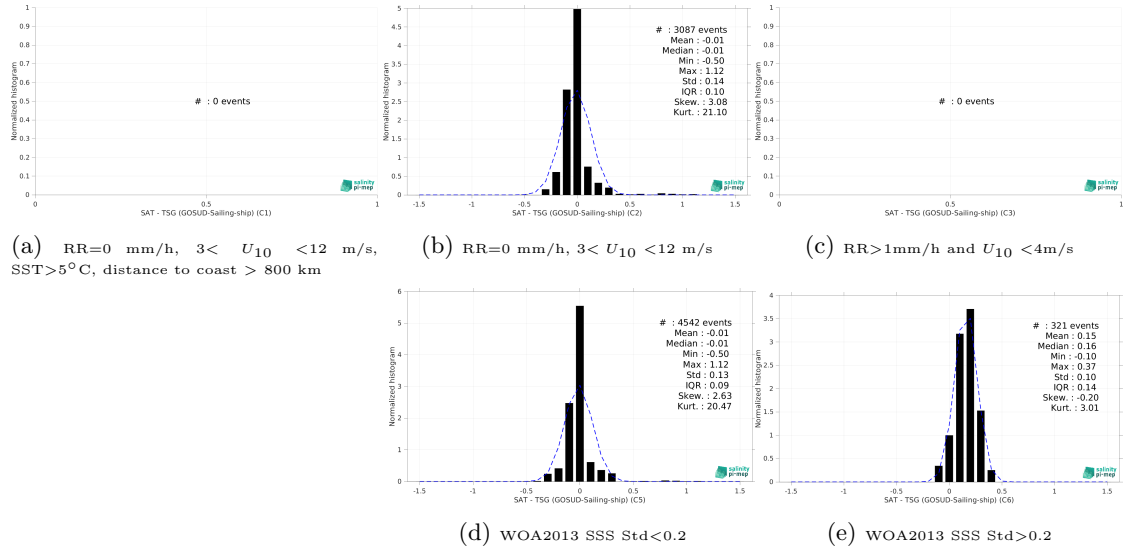 1
0.9
0.8
0.7
0.6
0.5
0.4
0.3
0.2
0.1
0
Normalized histogram
# : 0 events
salinity
pi-mep
0 0.5 1
SAT - TSG (GOSUD-Sailing-ship) (C1)
(a) RR=0 mm/h, 3< U10 <12 m/s,
SST>5°C, distance to coast > 800 km
5
4.5
4
3.5
3
2.5
2
1.5
1
0.5
0
Normalized histogram
# : 3087 events
Mean : -0.01
Median : -0.01
Min : -0.50
Max : 1.12
Std : 0.14
IQR : 0.10
Skew. : 3.08
Kurt. : 21.10
salinity
pi-mep
-1.5 -1 -0.5 0 0.5 1 1.5
SAT - TSG (GOSUD-Sailing-ship) (C2)
(b) RR=0 mm/h, 3< U10 <12 m/s
1
0.9
0.8
0.7
0.6
0.5
0.4
0.3
0.2
0.1
0
Normalized histogram
# : 0 events
salinity
pi-mep
0 0.5 1
SAT - TSG (GOSUD-Sailing-ship) (C3)
(c) RR>1mm/h and U10 <4m/s
6
5
4
3
2
1
0
Normalized histogram
# : 4542 events
Mean : -0.01
Median : -0.01
Min : -0.50
Max : 1.12
Std : 0.13
IQR : 0.09
Skew. : 2.63
Kurt. : 20.47
salinity
pi-mep
-1.5 -1 -0.5 0 0.5 1 1.5
SAT - TSG (GOSUD-Sailing-ship) (C5)
(d) WOA2013 SSS Std<0.2
4
3.5
3
2.5
2
1.5
1
0.5
0
Normalized histogram
# : 321 events
Mean : 0.15
Median : 0.16
Min : -0.10
Max : 0.37
Std : 0.10
IQR : 0.14
Skew. : -0.20
Kurt. : 3.01
salinity
pi-mep
-1.5 -1 -0.5 0 0.5 1 1.5
SAT - TSG (GOSUD-Sailing-ship) (C6)
(e) WOA2013 SSS Std>0.2